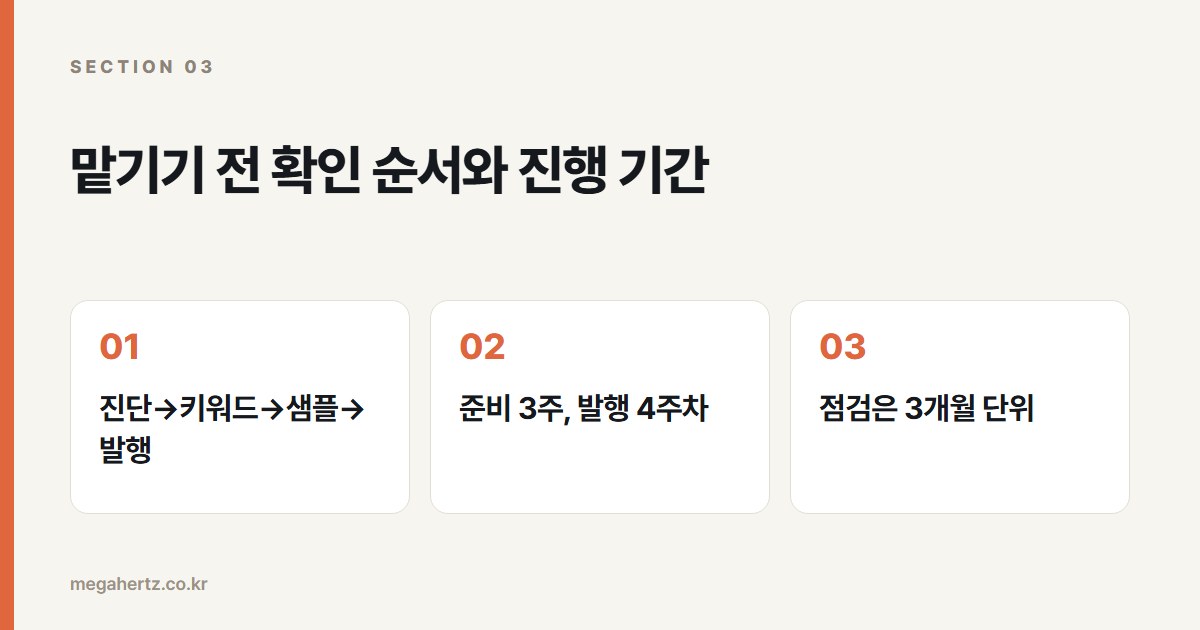 SECTION 03
맡기기 전 확인 순서와 진행 기간
01
진단→키워드→샘플→
발행
02
준비 3주, 발행 4주차
03
점검은 3개월 단위
megahertz.co.kr